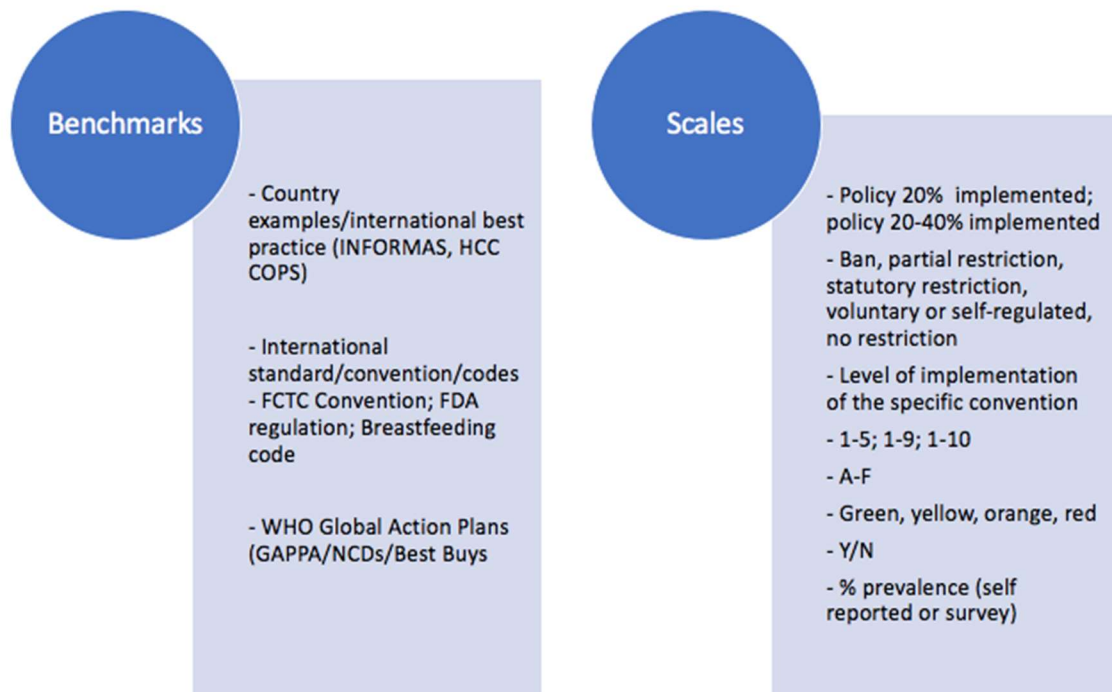 Benchmarks
- Country
examples/international best
practice (INFORMAS, HCC
COPS)
- International
standard/convention/codes
- FCTC Convention; FDA
regulation; Breastfeeding
code
- WHO Global Action Plans
(GAPPA/NCDs/Best Buys
Scales
- Policy 20%  implemented;
policy 20-40% implemented
- Ban, partial restriction,
statutory restriction,
voluntary or self-regulated,
no restriction
- Level of implementation
of the specific convention
- 1-5; 1-9; 1-10
- A-F
- Green, yellow, orange, red
- Y/N
- % prevalence (self
reported or survey)